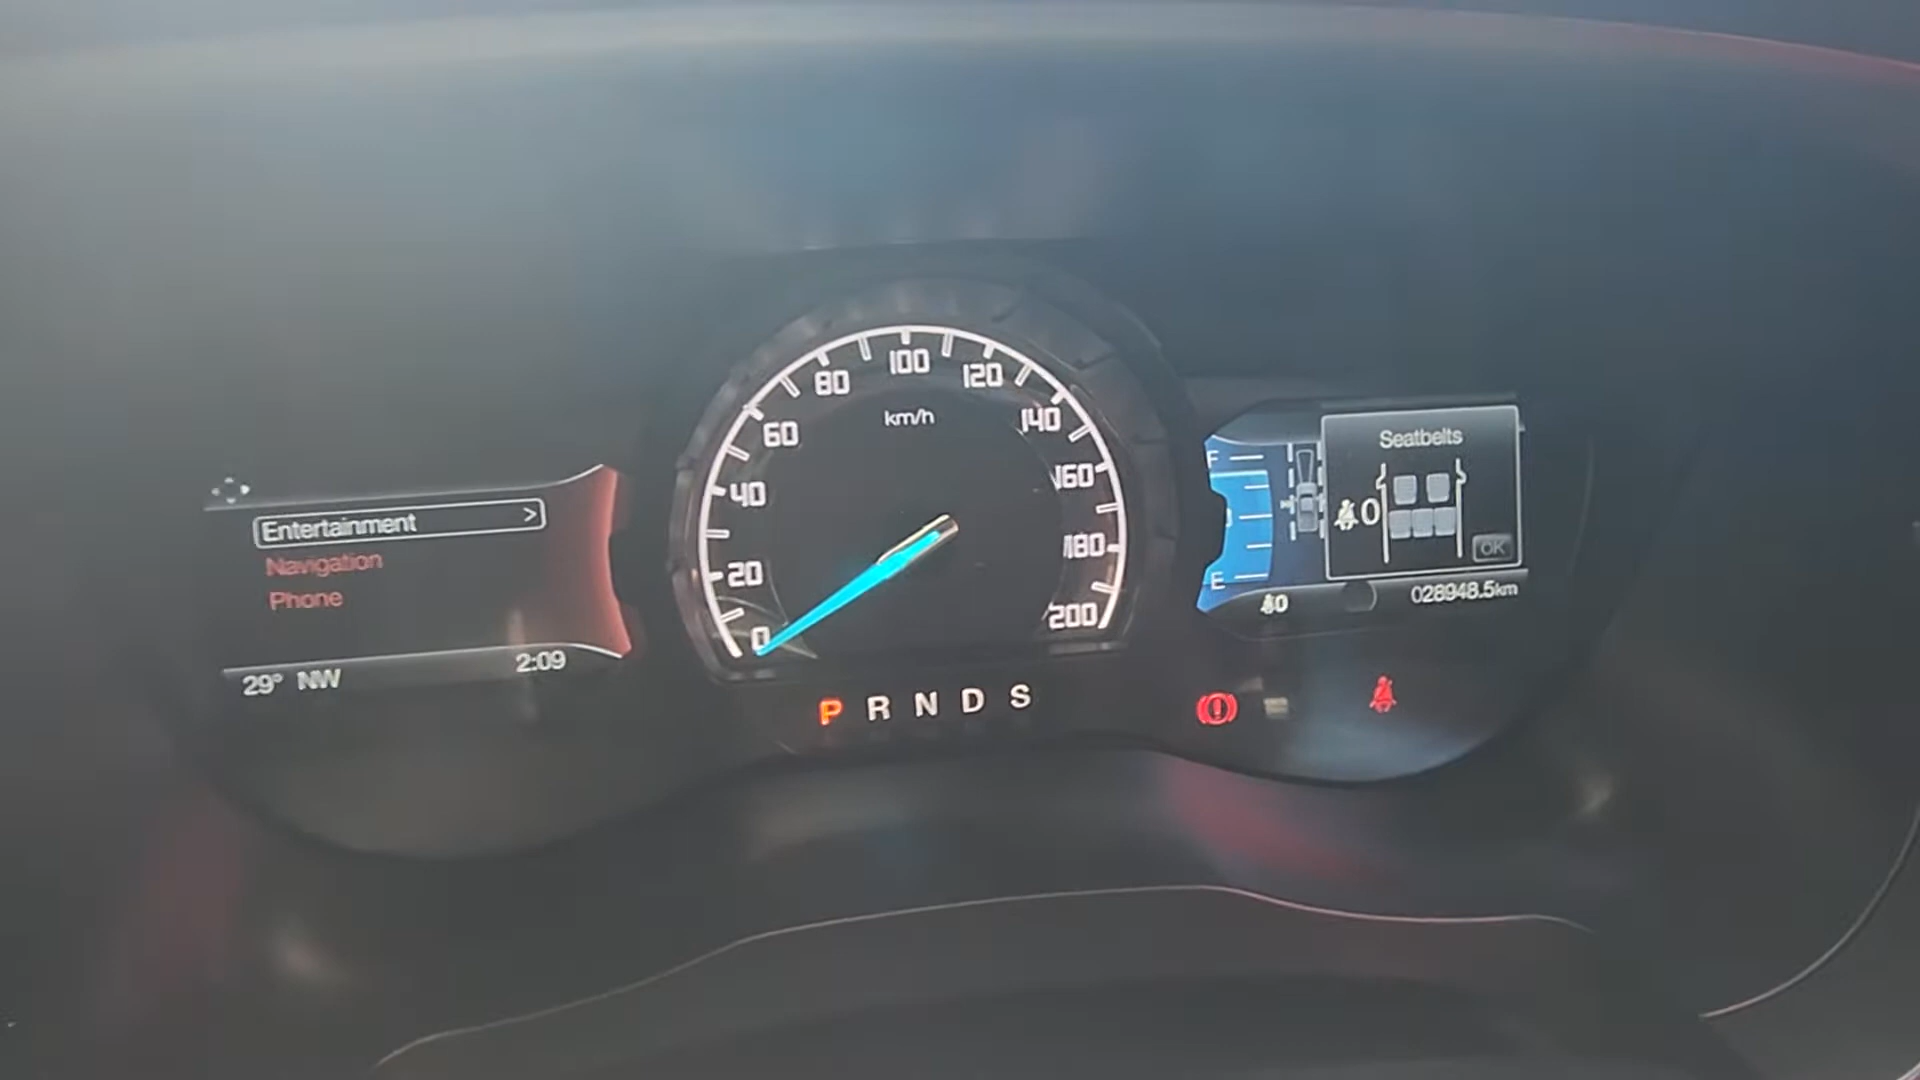 Entertainment >
Navigation
Phone
29° NW
2:09
0
20
40
60
80
100
120
140
160
180
200
km/h
P R N D S
F
E
Seatbelts
0
OK
0
028948.5km